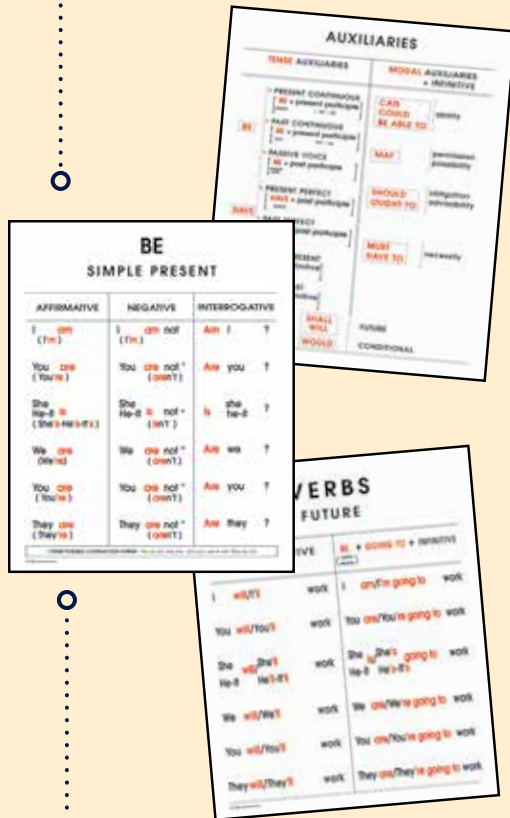 AUXILIARIES
TENSE AUXILIARIES
MODAL AUXILIARIES
+ INFINITIVE
PRESENT CONTINUOUS
BE + present participle
PAST CONTINUOUS
BE + present participle
BE
PASSIVE VOICE
BE + past participle
PRESENT PERFECT
HAVE + past participle
HAVE
PERFECT
past participle
SHALL
WILL
WOULD
CAN
COULD
BE ABLE TO
identity
MAY
permission
possibility
SHOULD
OUGHT TO
obligation
advisability
MUST
HAVE TO
necessity
FUTURE
CONDITIONAL
BE
SIMPLE PRESENT
AFFIRMATIVE NEGATIVE INTERROGATIVE
I am I am not Am I ?
(I'm) (I'm)
You are You are not * Are you ?
(You're) (aren't)
She She she
He-It is He-It is not * Is he-it ?
(She's-He's-It's) (isn't)
We are We are not * Are we ?
(We're) (aren't)
You are You are not * Are you ?
(You're) (aren't)
They are They are not * Are they ?
(They're) (aren't)
VERBS
FUTURE
BE + GOING TO + INFINITIVE
I will/I'll work I am/I'm going to work
You will/You'll work You are/You're going to work
She She'll She She's
will/ is/ going to work
He-It He'll-It'll work He-It He's-It's
We will/We'll work We are/We're going to work
You will/You'll work You are/You're going to work
They will/They'll work They are/They're going to work